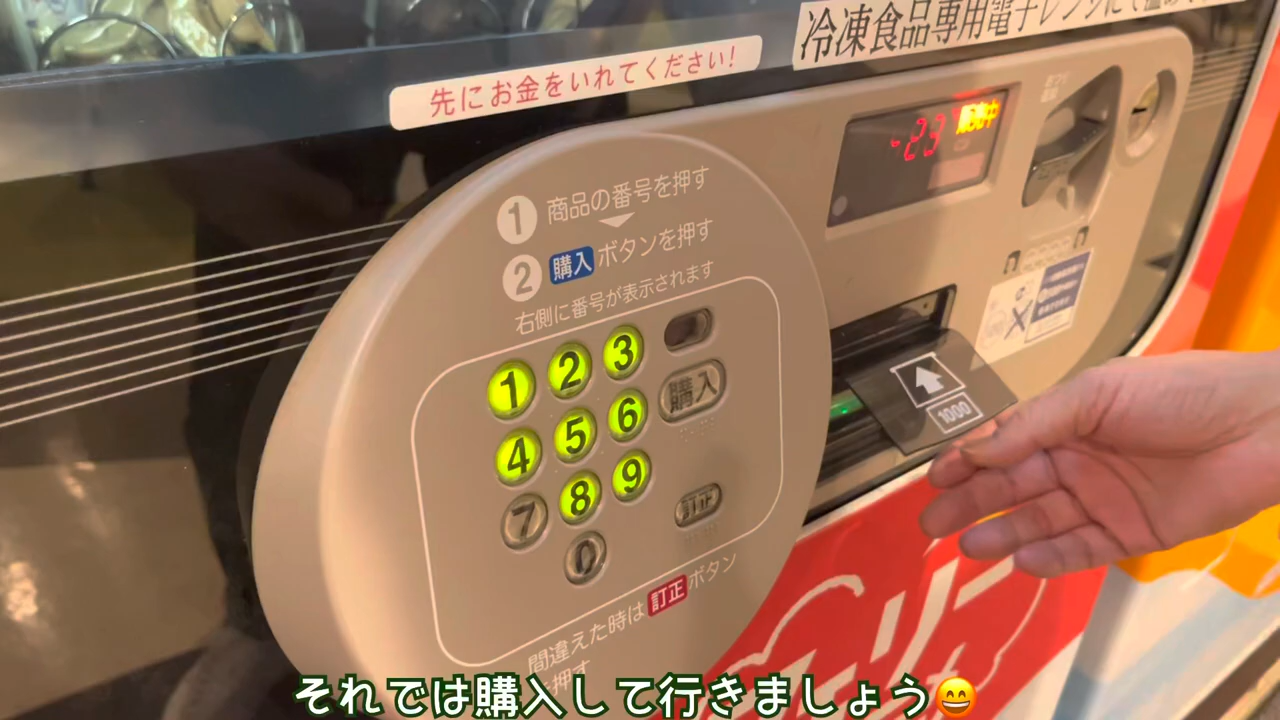 冷凍食品専用電子レンジにて温め
先にお金をいれてください!
-23
販売中
1 商品の番号を押す
2 購入 ボタンを押す
右側に番号が表示されます
1 2 3
購入
4 5 6
7 8 9
訂正
0
1000
間違えた時は 訂正 ボタン
を押す
それでは購入して行きましょう😄